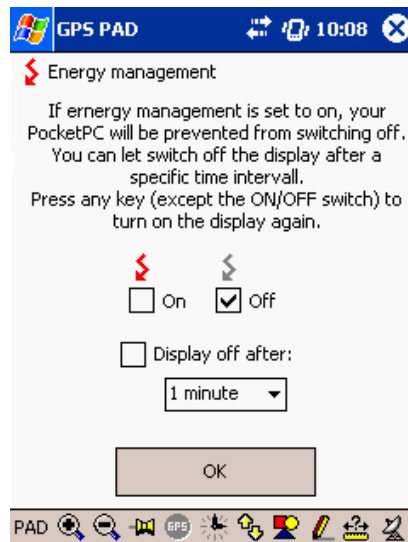 GPS PAD 10:08
Energy management
If ernergy management is set to on, your
PocketPC will be prevented from switching off.
You can let switch off the display after a
specific time intervall.
Press any key (except the ON/OFF switch) to
turn on the display again.
On Off
Display off after:
1 minute
OK
PAD GPS